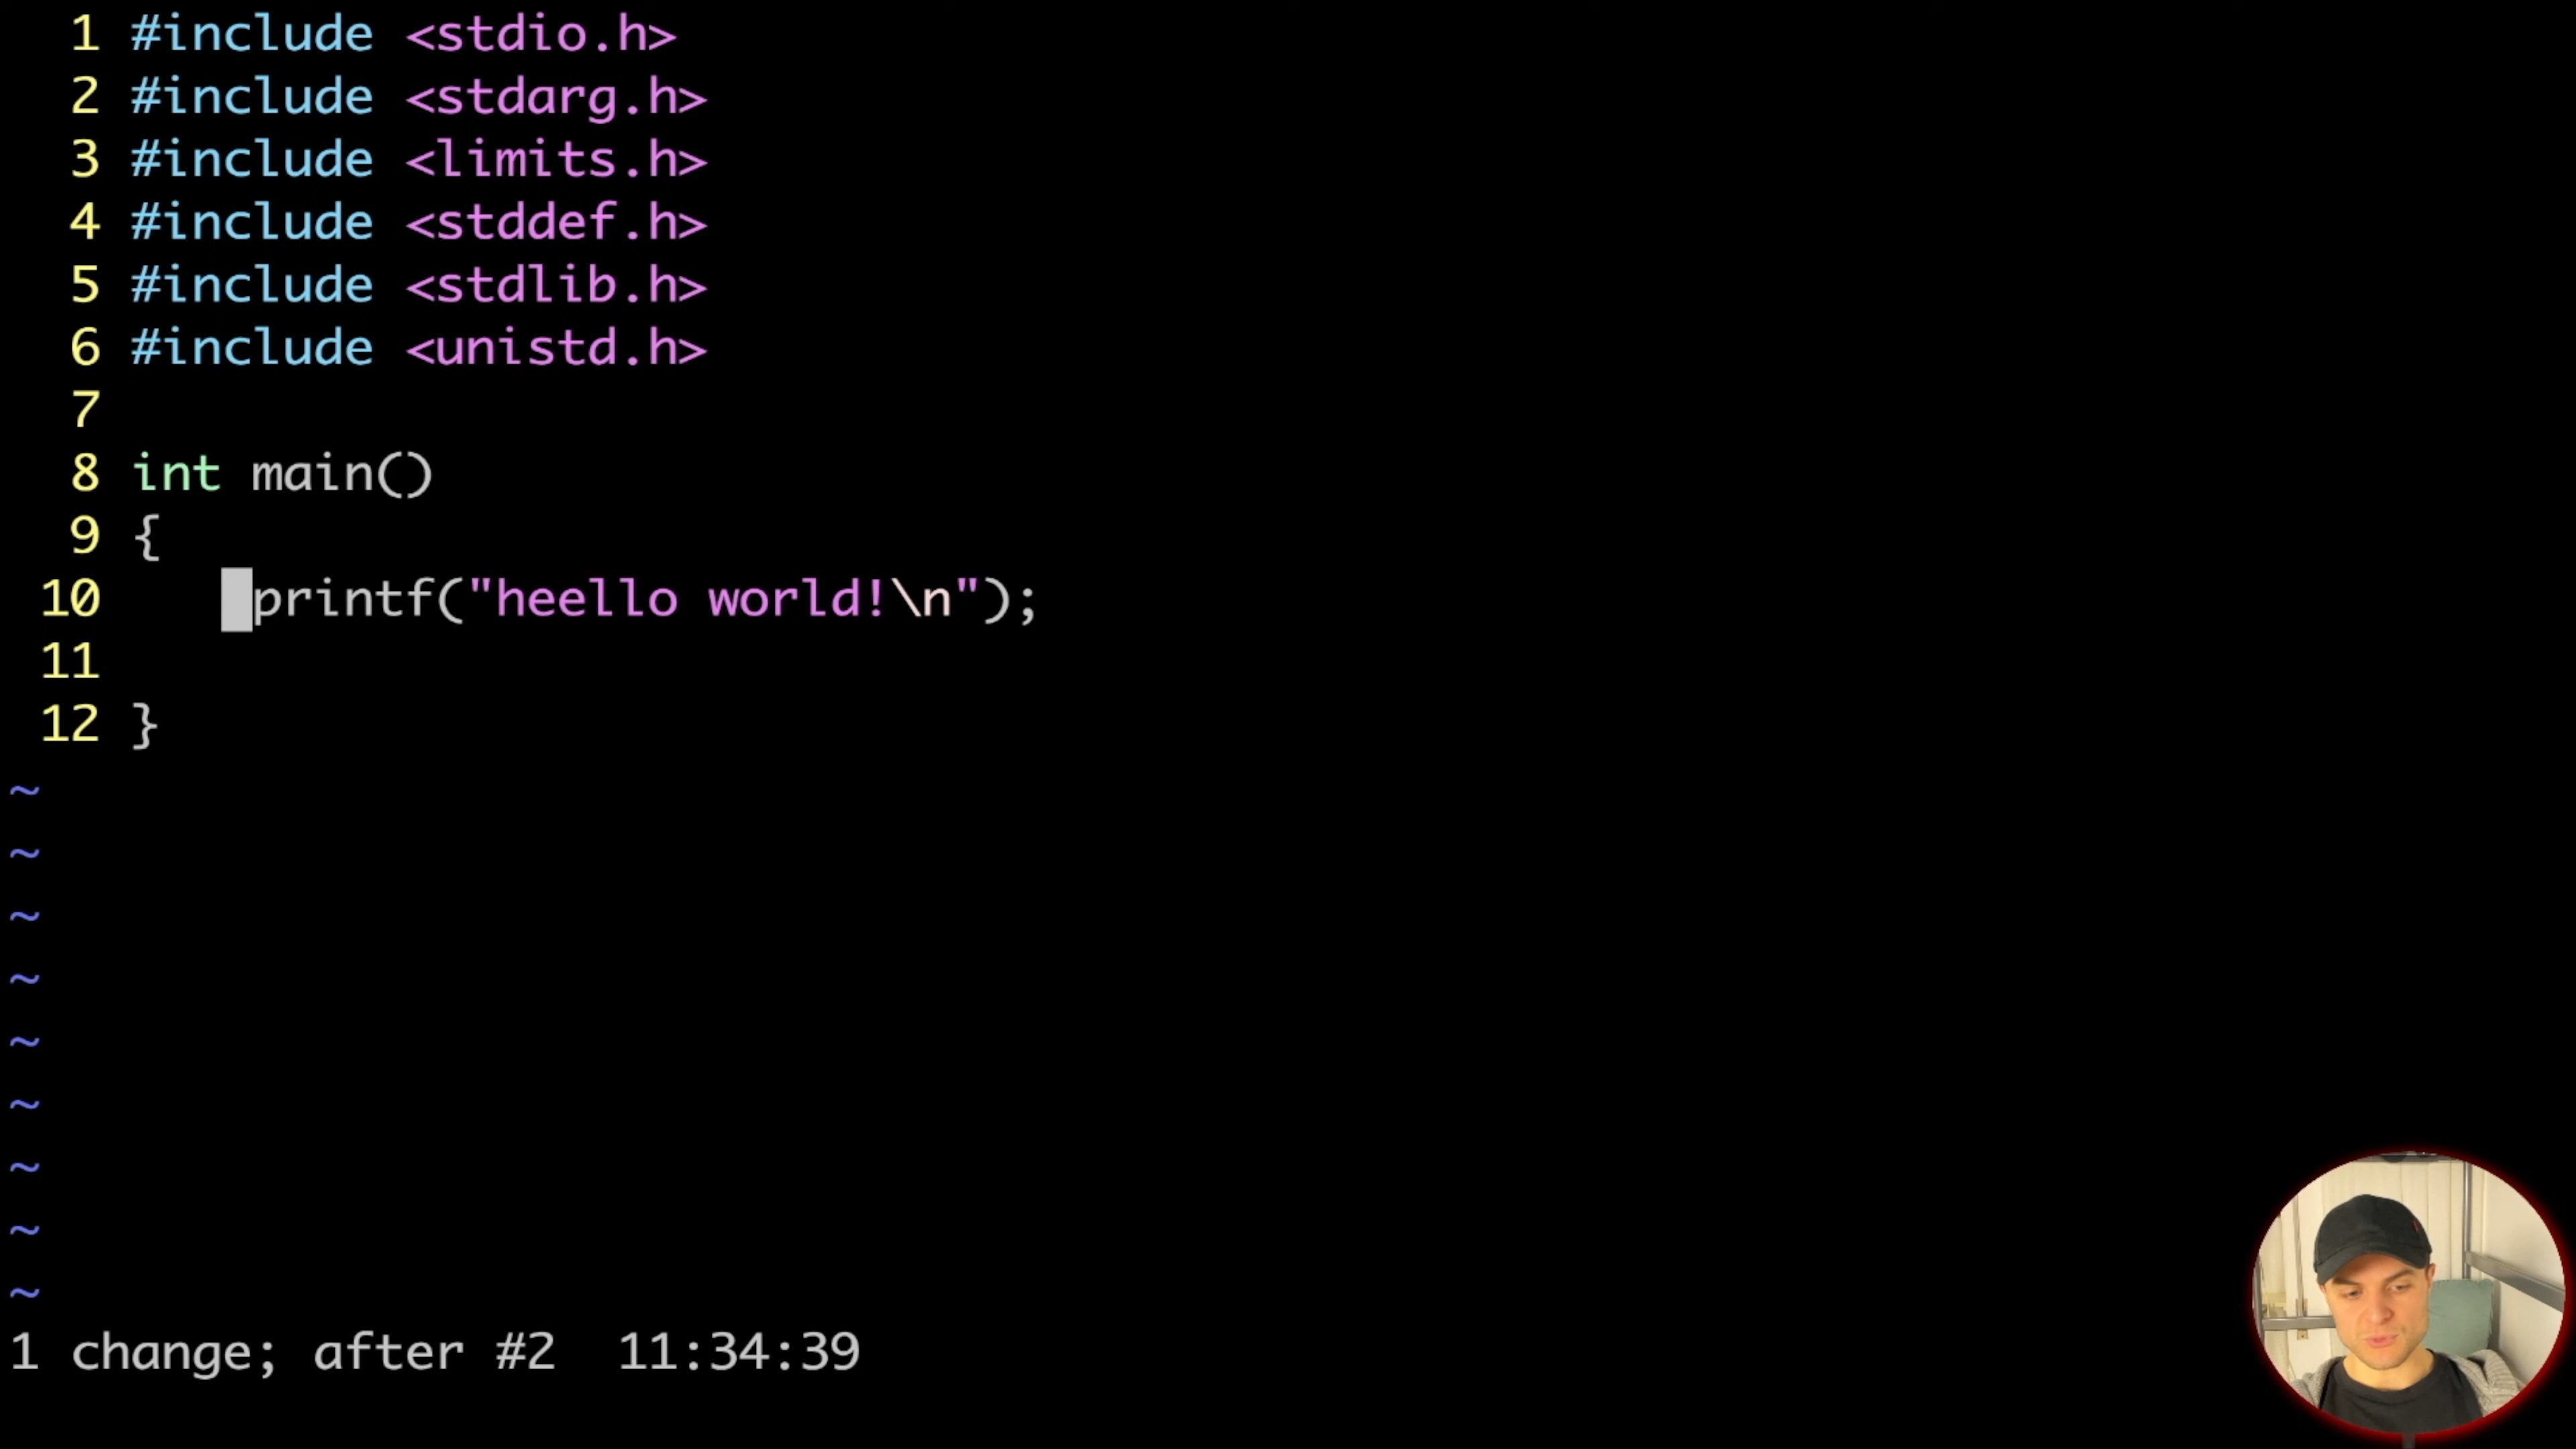 1 #include <stdio.h>
2 #include <stdarg.h>
3 #include <limits.h>
4 #include <stddef.h>
5 #include <stdlib.h>
6 #include <unistd.h>
7
8 int main()
9 {
10    printf("heello world!\n");
11
12 }
~
~
~
~
~
~
~
~
~
1 change; after #2  11:34:39